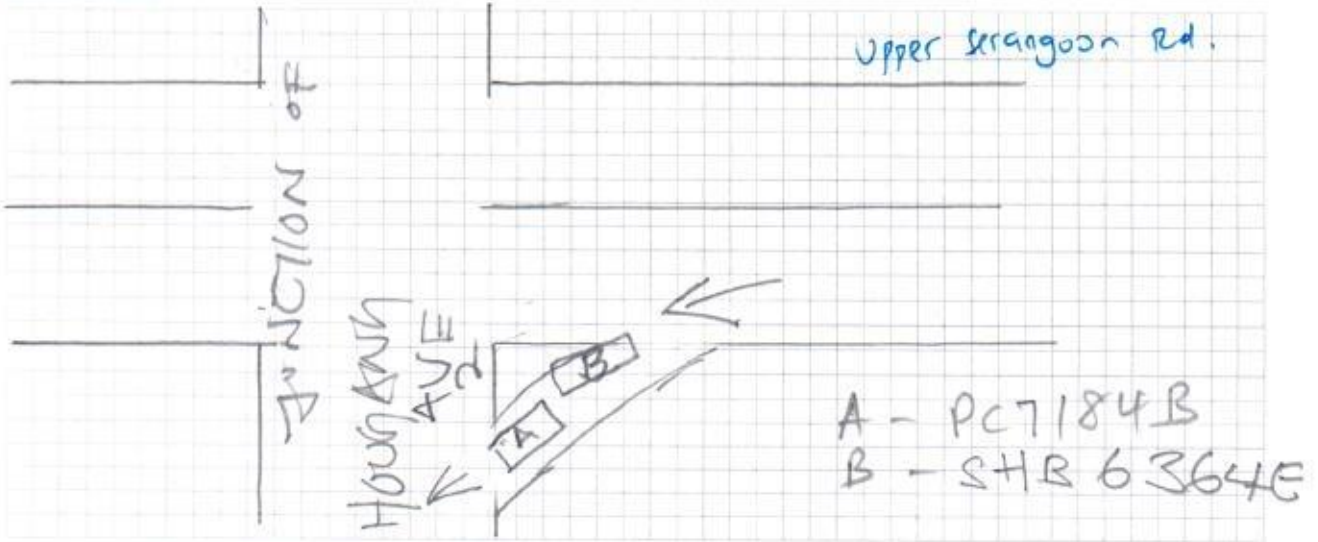 Upper Serangoon Rd.
JUNCTION OF
HOUGANG
AVE
2
B
A
A - PC7184B
B - SHB 6364E